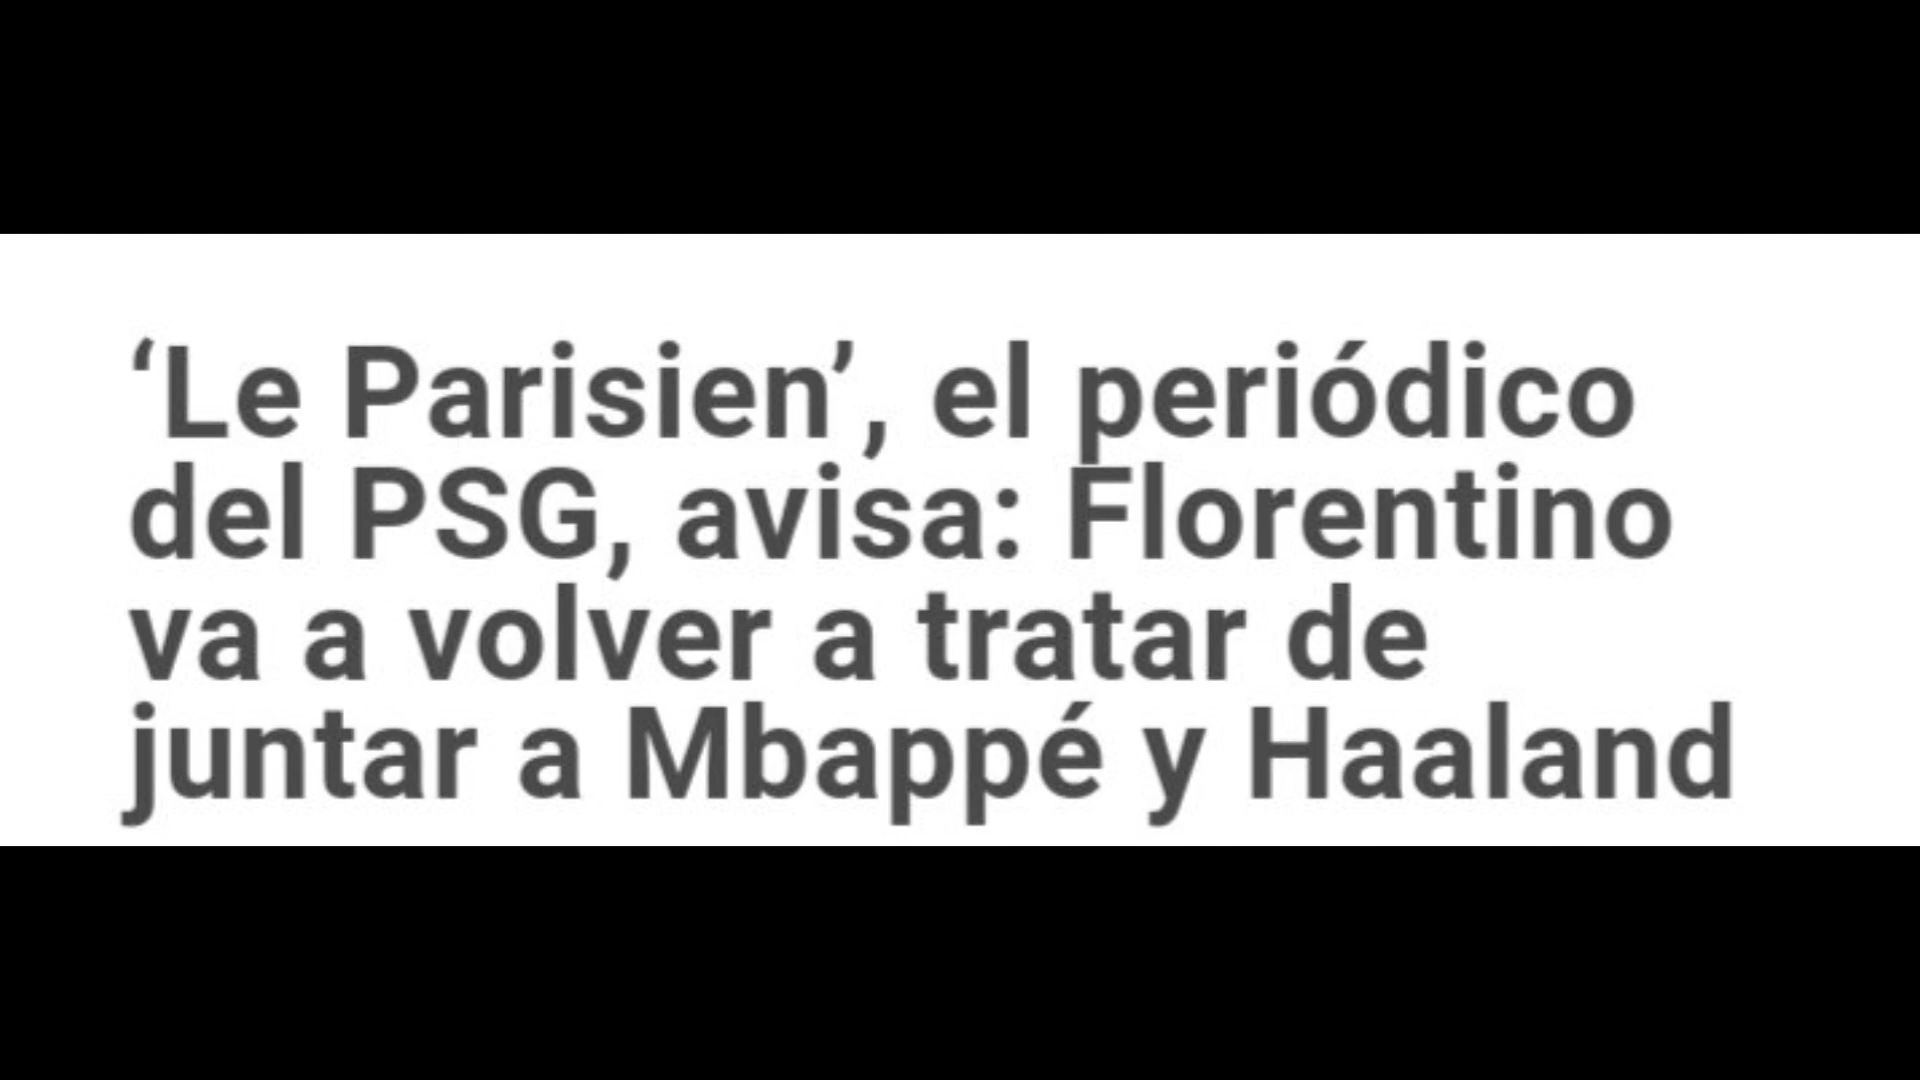 ‘Le Parisien’, el periódico
del PSG, avisa: Florentino
va a volver a tratar de
juntar a Mbappé y Haaland